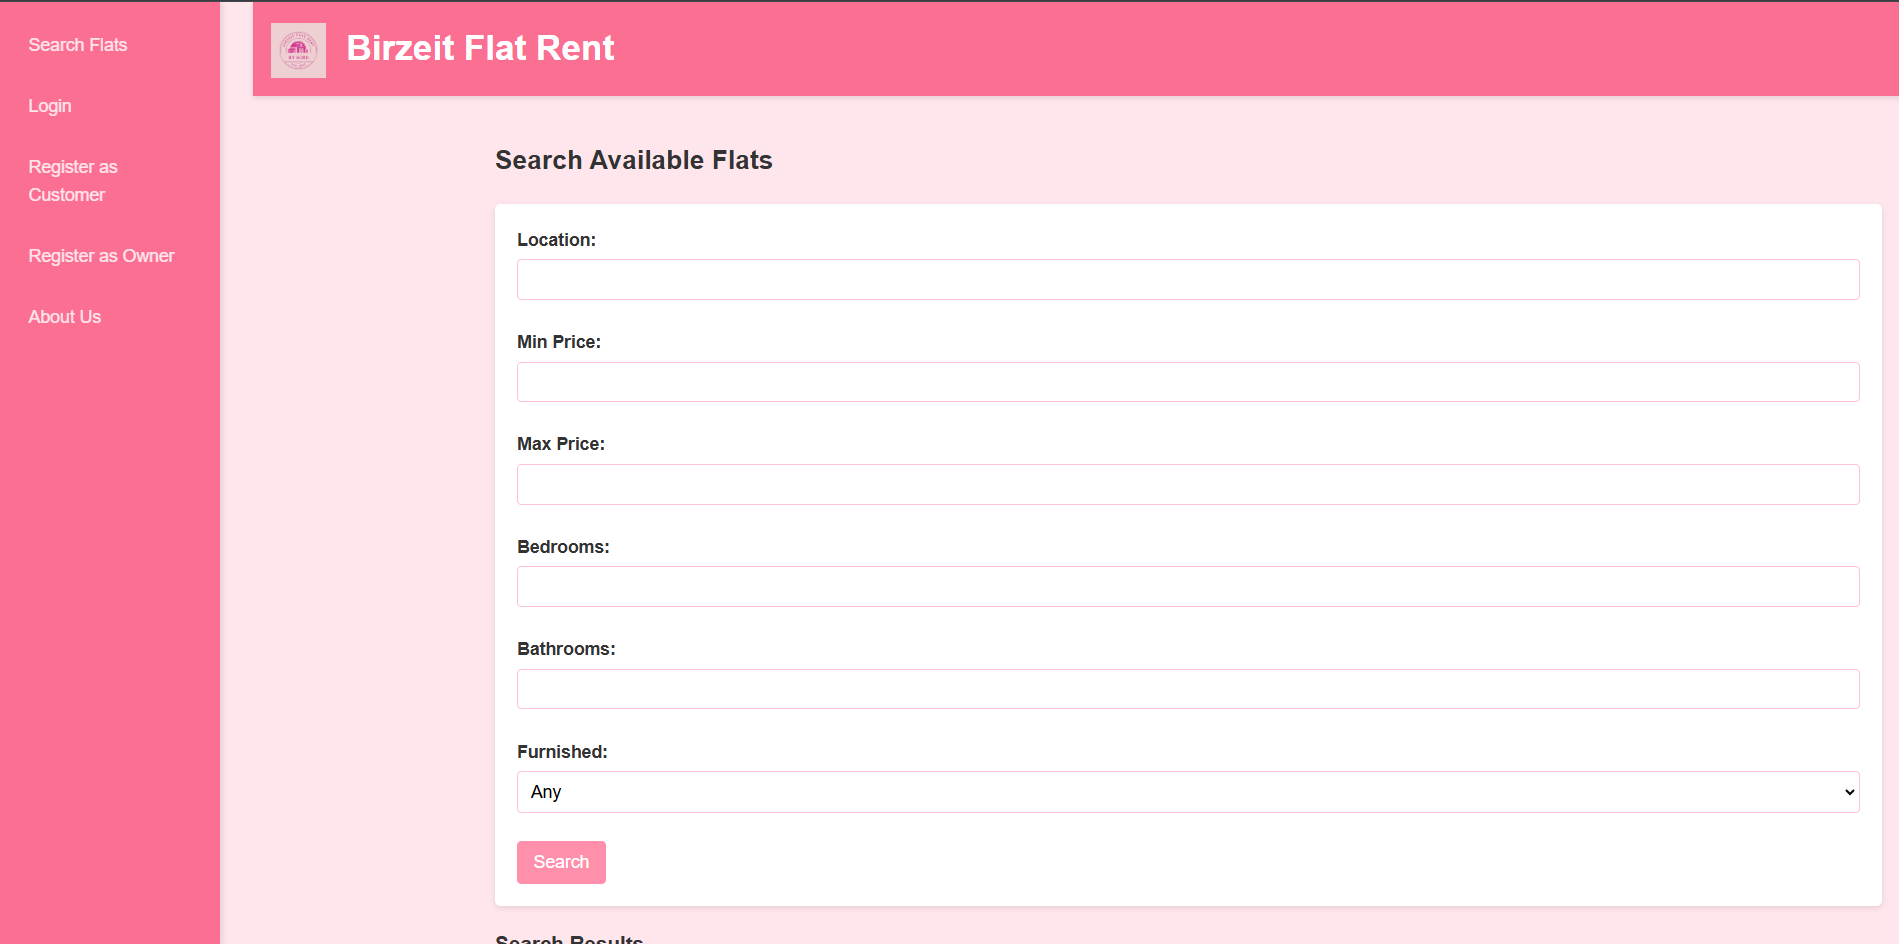 Search Flats
Login
Register as
Customer
Register as Owner
About Us
Birzeit Flat Rent
Search Available Flats
Location:
Min Price:
Max Price:
Bedrooms:
Bathrooms:
Furnished:
Any
Search
Search Results